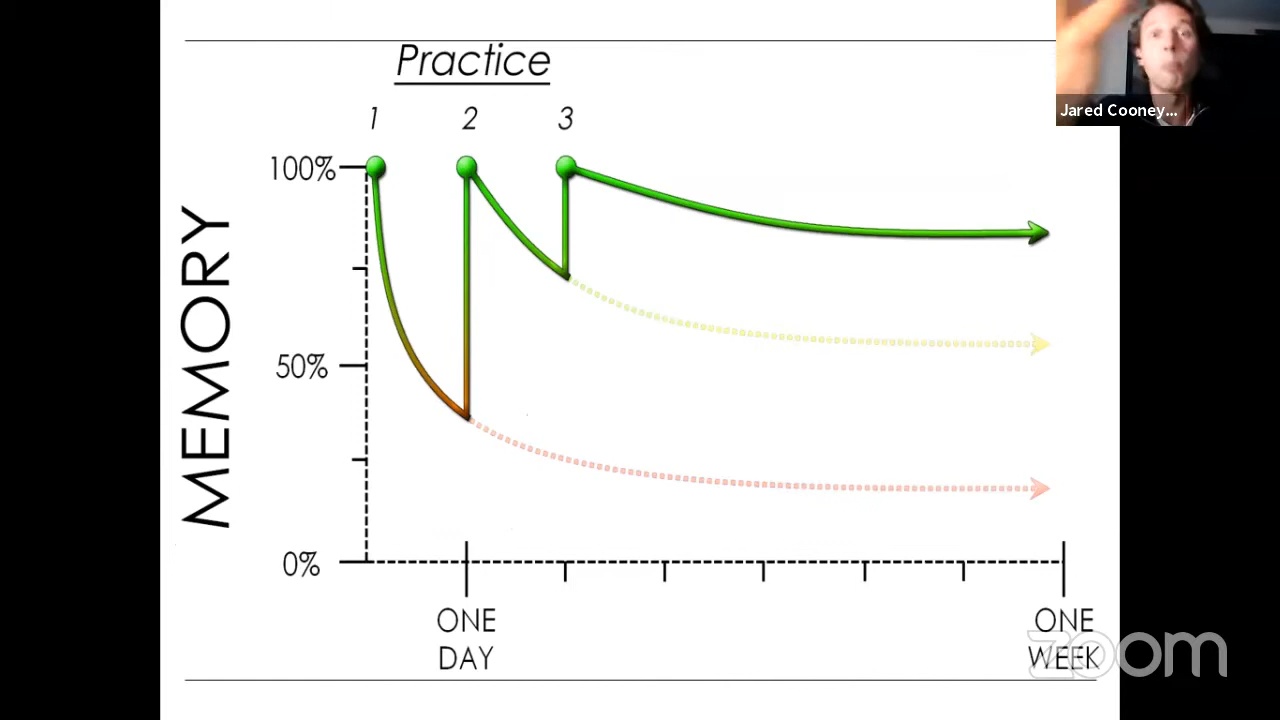 Practice
1 2 3
Jared Cooney...
100%
MEMORY
50%
0%
ONE
DAY
ONE
WEEK
zoom